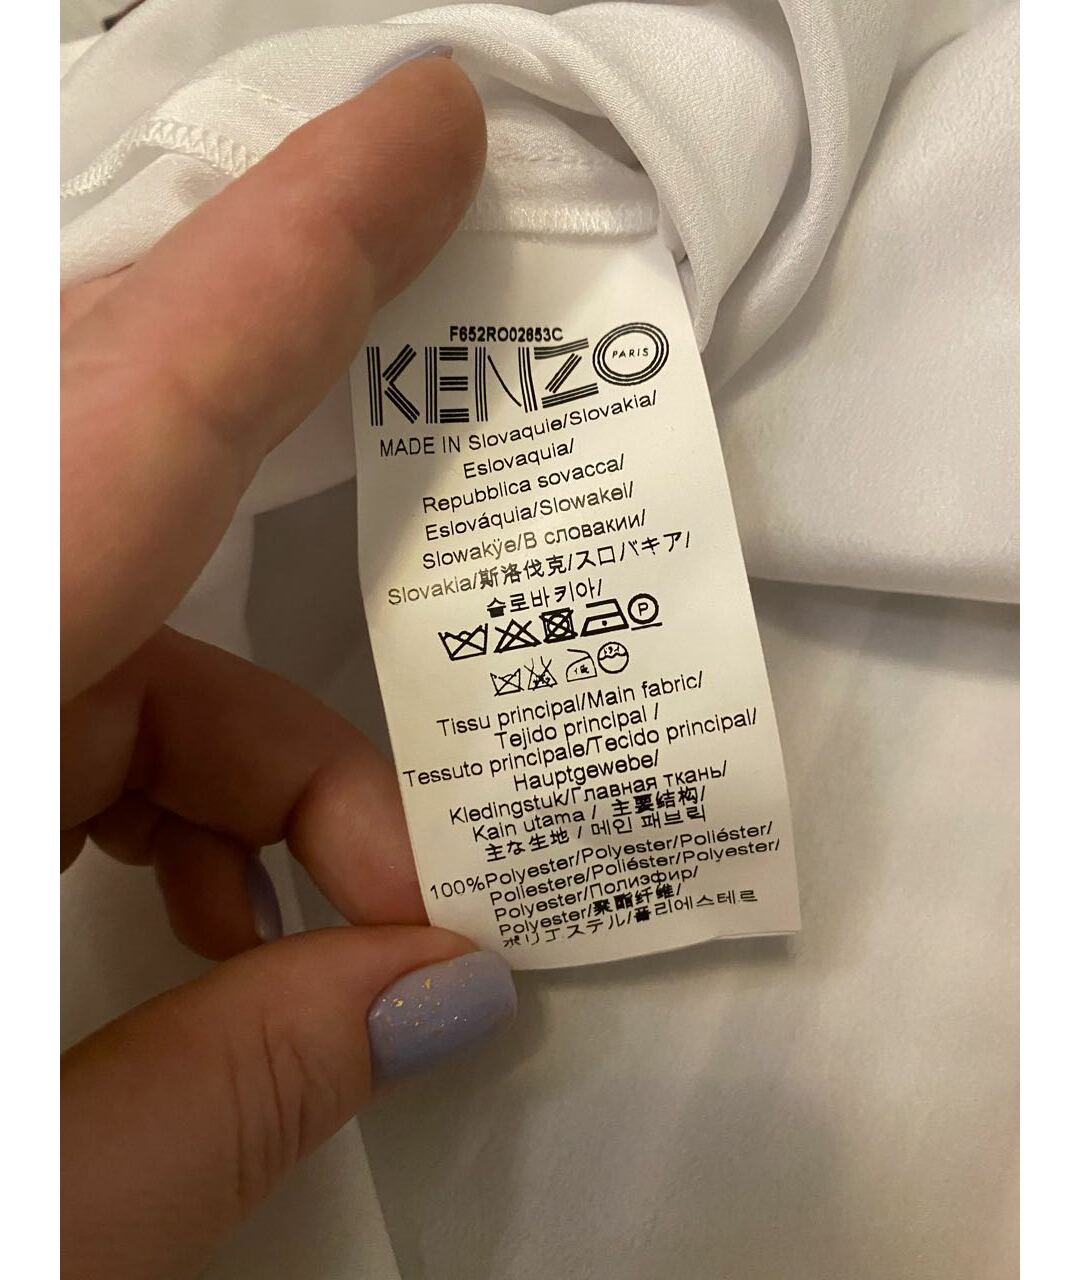 F652RO02653C
KENZO PARIS
MADE IN Slovaquie/Slovakia/
Eslovaquia/
Repubblica sovacca/
Eslováquia/Slowakei/
Slowakÿe/В словакии/
Slovakia/斯洛伐克/スロバキア/
슬로바키아/
P
Tissu principal/Main fabric/
Tejido principal /
Tessuto principale/Tecido principal/
Hauptgewebe/
Kledingstuk/Главная ткань/
Kain utama / 主要结构/
主な生地 / 메인 패브릭
100%Polyester/Polyester/Poliéster/
Poliestere/Poliéster/Polyester/
Polyester/Полиэфир/
Polyester/聚酯纤维/
ポリエステル/폴리에스테르